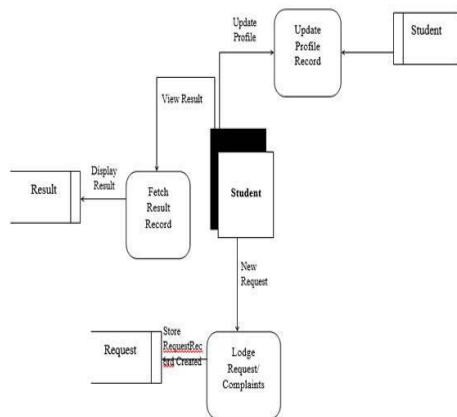 Update
Profile
Update
Profile
Record
Student
View Result
Result
Display
Result
Fetch
Result
Record
Student
New
Request
Request
Store
RequestRec
ord Created
Lodge
Request/
Complaints